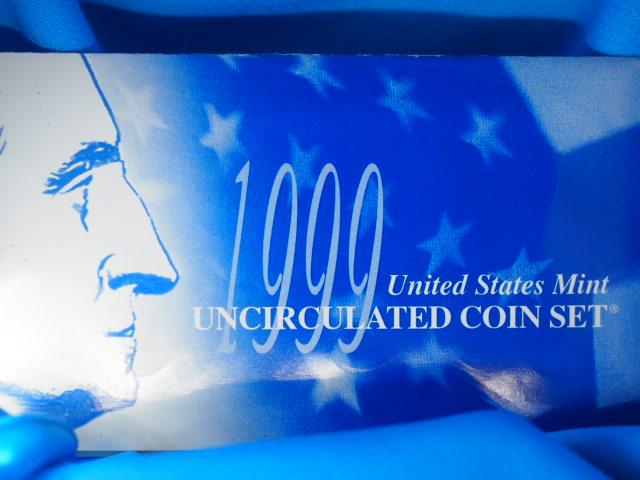 1999
United States Mint
UNCIRCULATED COIN SET®